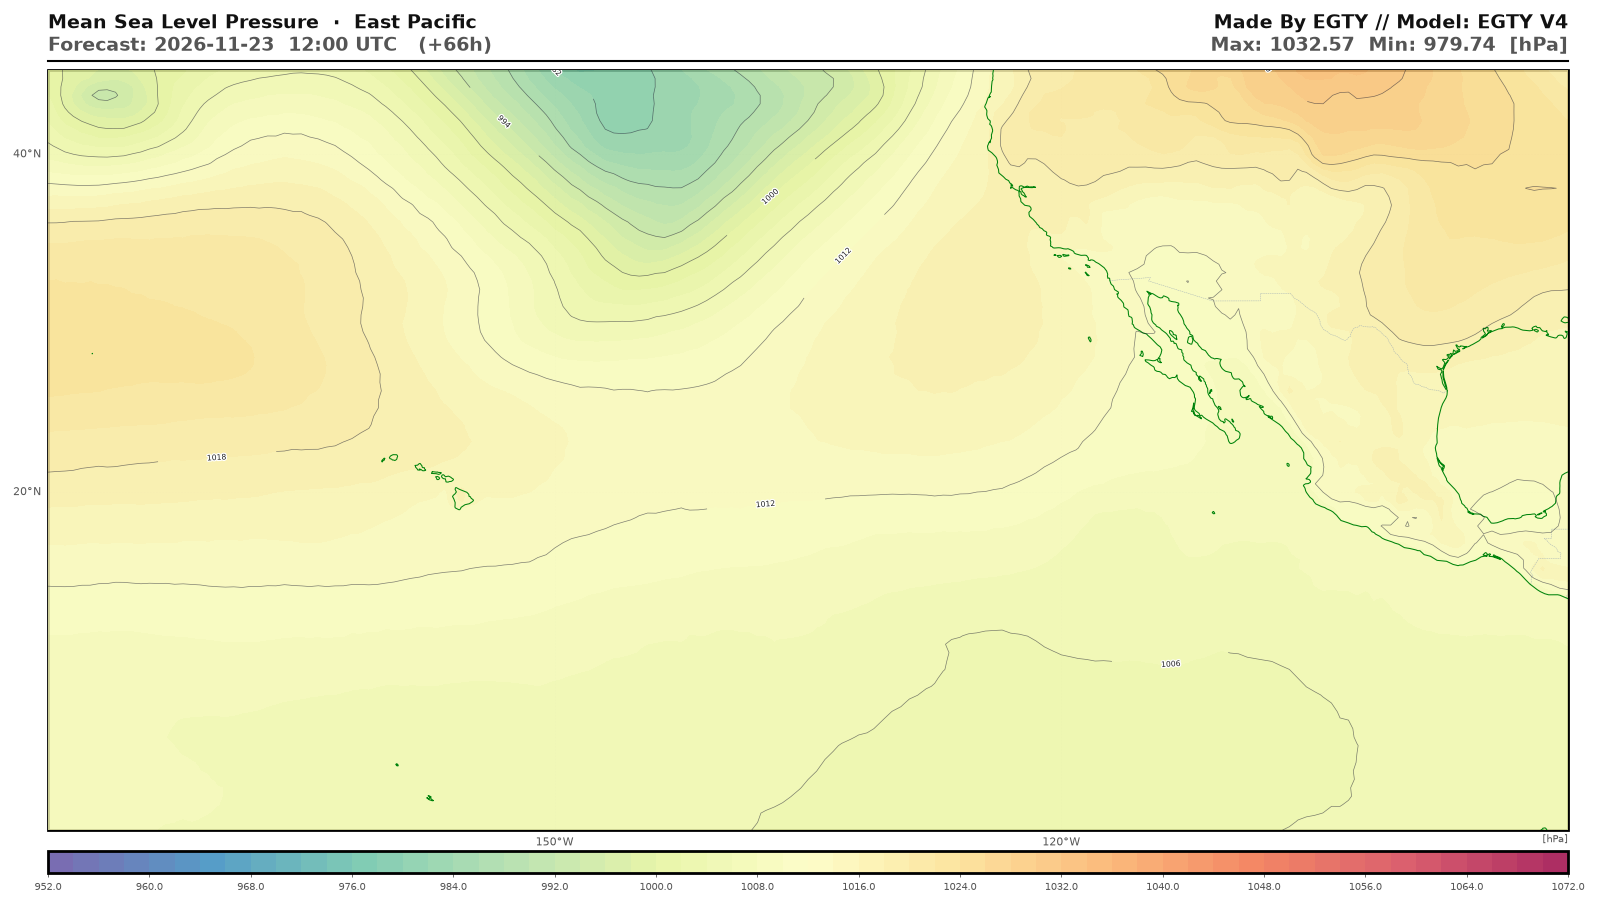 Mean Sea Level Pressure · East Pacific
Made By EGTY // Model: EGTY V4
Forecast: 2026-11-23 12:00 UTC (+66h)
Max: 1032.57 Min: 979.74 [hPa]
994
40°N
1000
1012
1018
20°N
1012
1006
150°W
120°W
[hPa]
952.0 960.0 968.0 976.0 984.0 992.0 1000.0 1008.0 1016.0 1024.0 1032.0 1040.0 1048.0 1056.0 1064.0 1072.0